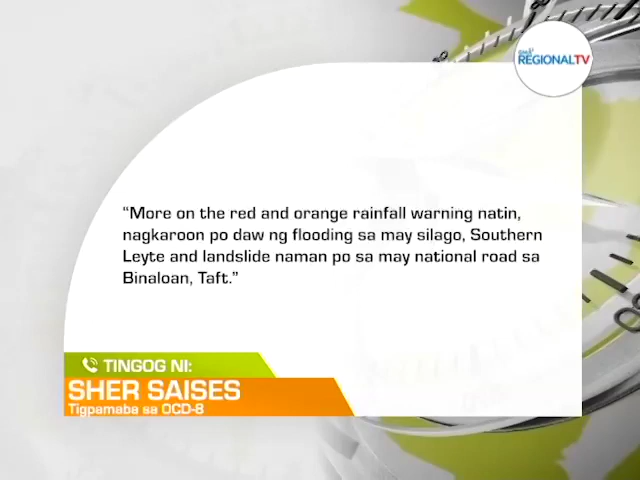 GMA
REGIONALTV
"More on the red and orange rainfall warning natin,
nagkaroon po daw ng flooding sa may silago, Southern
Leyte and landslide naman po sa may national road sa
Binaloan, Taft."
TINGOG NI:
SHER SAISES
Tigpamaba sa OCD-8